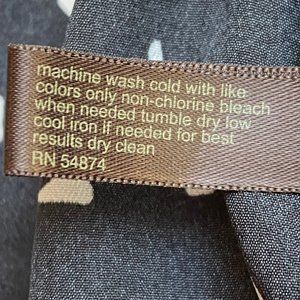 machine wash cold with like
colors only non-chlorine bleach
when needed tumble dry low
cool iron if needed for best
results dry clean
RN 54874